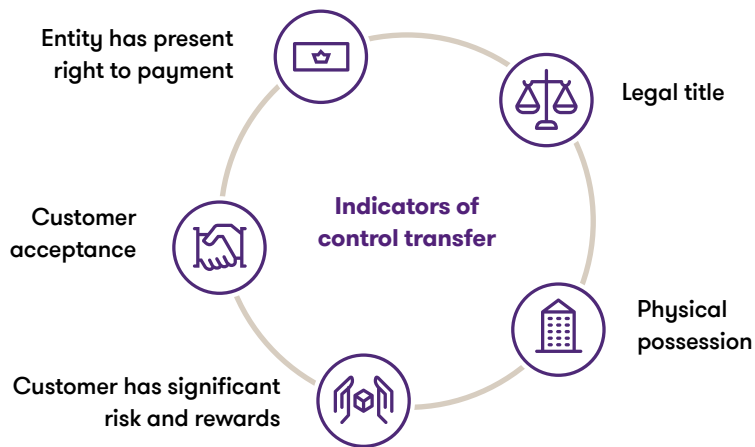 Entity has present
right to payment
Legal title
Customer
acceptance
Indicators of
control transfer
Physical
possession
Customer has significant
risk and rewards